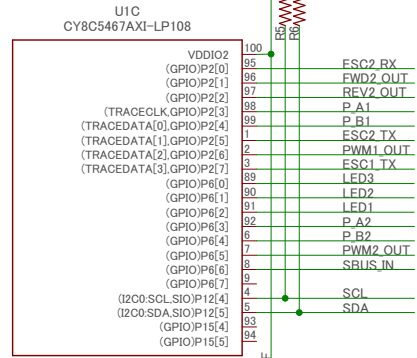 U1C
CY8C5467AXI-LP108
R5
R6
VDDIO2 100
(GPIO)P2[0] 95 ESC2_RX
(GPIO)P2[1] 96 FWD2_OUT
(GPIO)P2[2] 97 REV2_OUT
(TRACECLK,GPIO)P2[3] 98 P_A1
(TRACEDATA[0],GPIO)P2[4] 99 P_B1
(TRACEDATA[1],GPIO)P2[5] 1 ESC2_TX
(TRACEDATA[2],GPIO)P2[6] 2 PWM1_OUT
(TRACEDATA[3],GPIO)P2[7] 3 ESC1_TX
(GPIO)P6[0] 89 LED3
(GPIO)P6[1] 90 LED2
(GPIO)P6[2] 91 LED1
(GPIO)P6[3] 92 P_A2
(GPIO)P6[4] 6 P_B2
(GPIO)P6[5] 7 PWM2_OUT
(GPIO)P6[6] 8 SBUS_IN
(GPIO)P6[7] 9
(I2C0:SCL,SIO)P12[4] 4 SCL
(I2C0:SDA,SIO)P12[5] 5 SDA
(GPIO)P15[4] 93
(GPIO)P15[5] 94